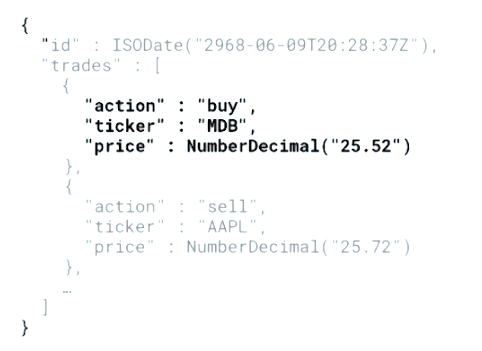 {
"id" : ISODate("2968-06-09T20:28:37Z"),
"trades" : [
{
"action" : "buy",
"ticker" : "MDB",
"price" : NumberDecimal("25.52")
},
{
"action" : "sell",
"ticker" : "AAPL",
"price" : NumberDecimal("25.72")
},
…
]
}